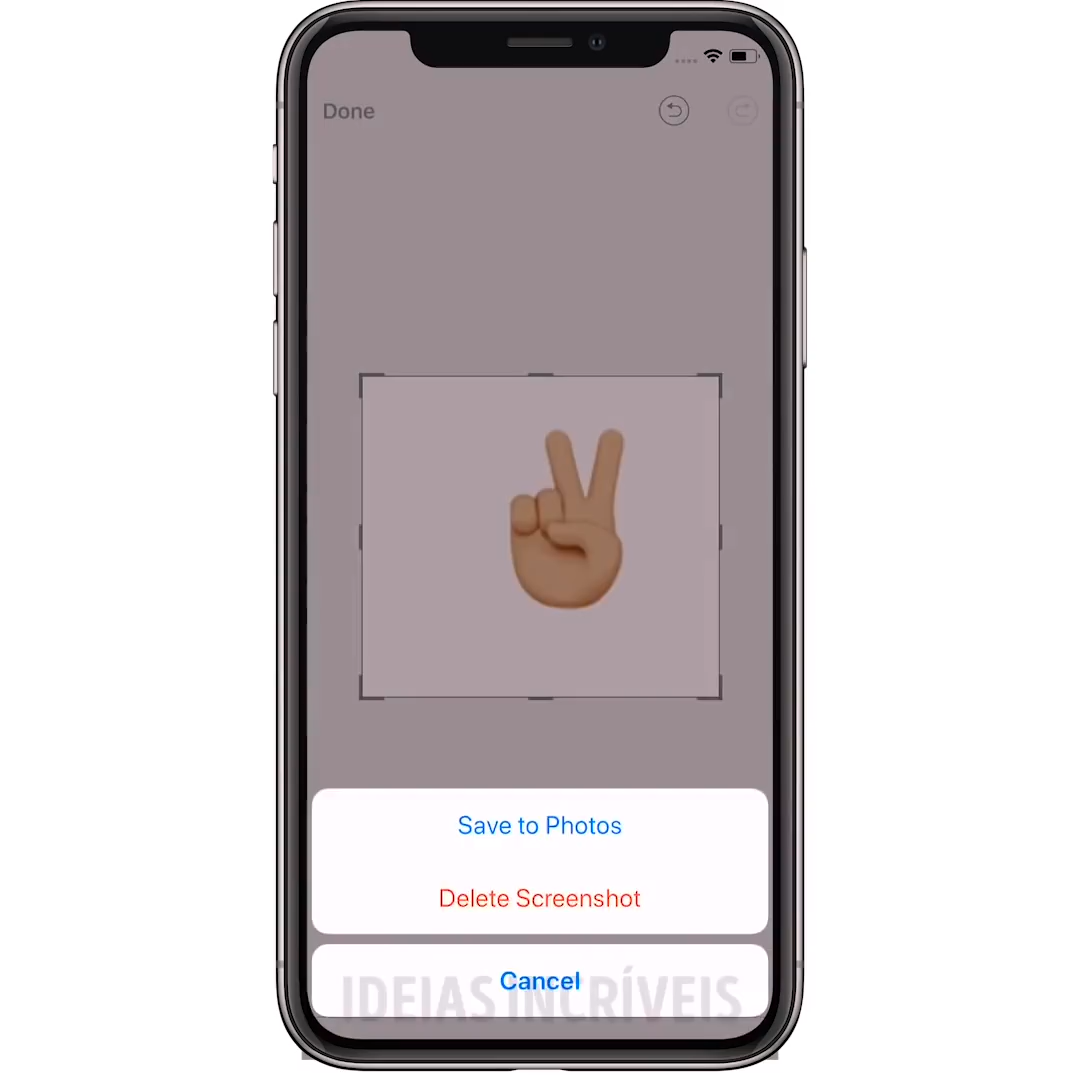 Done
Save to Photos
Delete Screenshot
Cancel
IDEIAS INCRÍVEIS